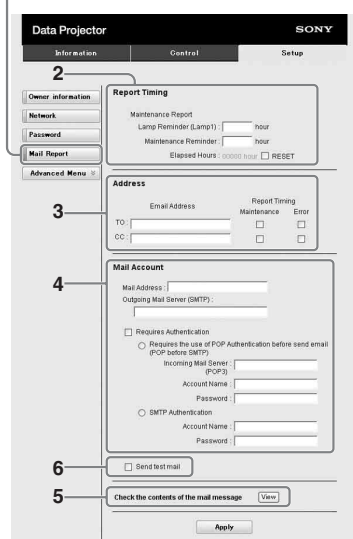 Data Projector
SONY
Information
Control
Setup
2
Owner information
Network
Password
Mail Report
Advanced Menu
Report Timing
Maintenance Report
Lamp Reminder (Lamp1) : hour
Maintenance Reminder : hour
Elapsed Hours : 00000 hour RESET
3
Address
Email Address
Report Timing
Maintenance Error
TO :
CC :
4
Mail Account
Mail Address :
Outgoing Mail Server (SMTP) :
Requires Authentication
Requires the use of POP Authentication before send email
(POP before SMTP)
Incoming Mail Server :
(POP3)
Account Name :
Password :
SMTP Authentication
Account Name :
Password :
6
Send test mail
5
Check the contents of the mail message View
Apply